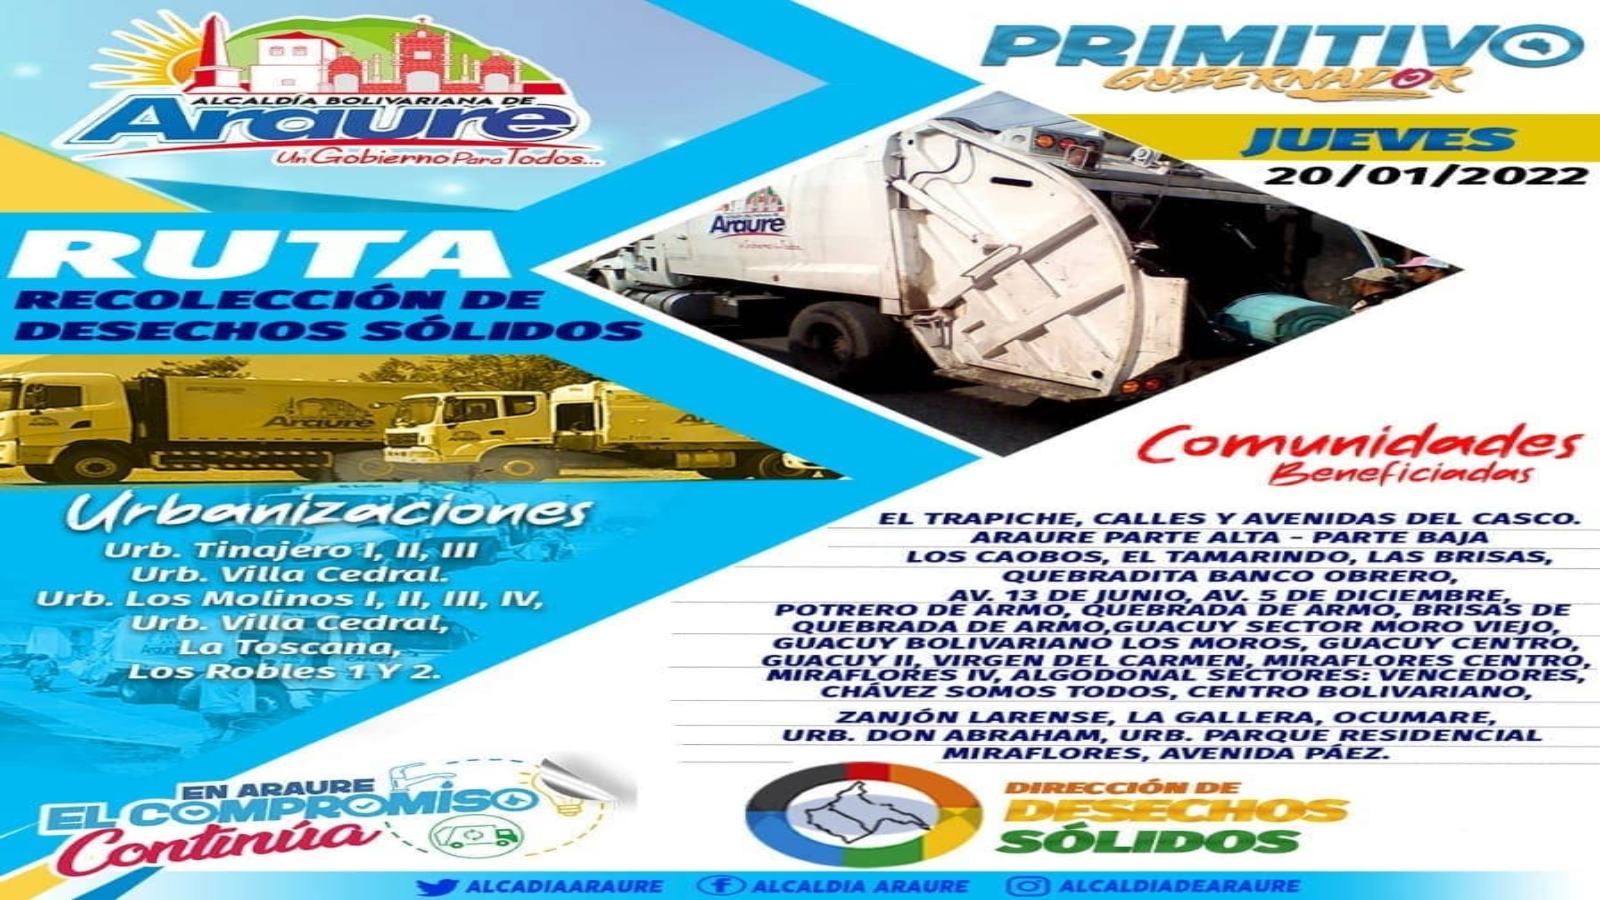 ALCALDÍA BOLIVARIANA DE
Araure
Un Gobierno Para Todos...
PRIMITIVO
GOBERNADOR
JUEVES
20/01/2022
RUTA
RECOLECCIÓN DE
DESECHOS SÓLIDOS
Araure
Araure
Urbanizaciones
Urb. Tinajero I, II, III
Urb. Villa Cedral.
Urb. Los Molinos I, II, III, IV,
Urb. Villa Cedral,
La Toscana,
Los Robles 1 Y 2.
Comunidades
Beneficiadas
EL TRAPICHE, CALLES Y AVENIDAS DEL CASCO.
ARAURE PARTE ALTA - PARTE BAJA
LOS CAOBOS, EL TAMARINDO, LAS BRISAS,
QUEBRADITA BANCO OBRERO,
AV. 13 DE JUNIO, AV. 5 DE DICIEMBRE,
POTRERO DE ARMO, QUEBRADA DE ARMO, BRISAS DE
QUEBRADA DE ARMO,GUACUY SECTOR MORO VIEJO,
GUACUY BOLIVARIANO LOS MOROS, GUACUY CENTRO,
GUACUY II, VIRGEN DEL CARMEN, MIRAFLORES CENTRO,
MIRAFLORES IV, ALGODONAL SECTORES: VENCEDORES,
CHÁVEZ SOMOS TODOS, CENTRO BOLIVARIANO,
ZANJÓN LARENSE, LA GALLERA, OCUMARE,
URB. DON ABRAHAM, URB. PARQUE RESIDENCIAL
MIRAFLORES, AVENIDA PÁEZ.
EN ARAURE
EL COMPROMISO
Continúa
DIRECCIÓN DE
DESECHOS
SÓLIDOS
ALCADIAARAURE
ALCALDIA ARAURE
ALCALDIADEARAURE